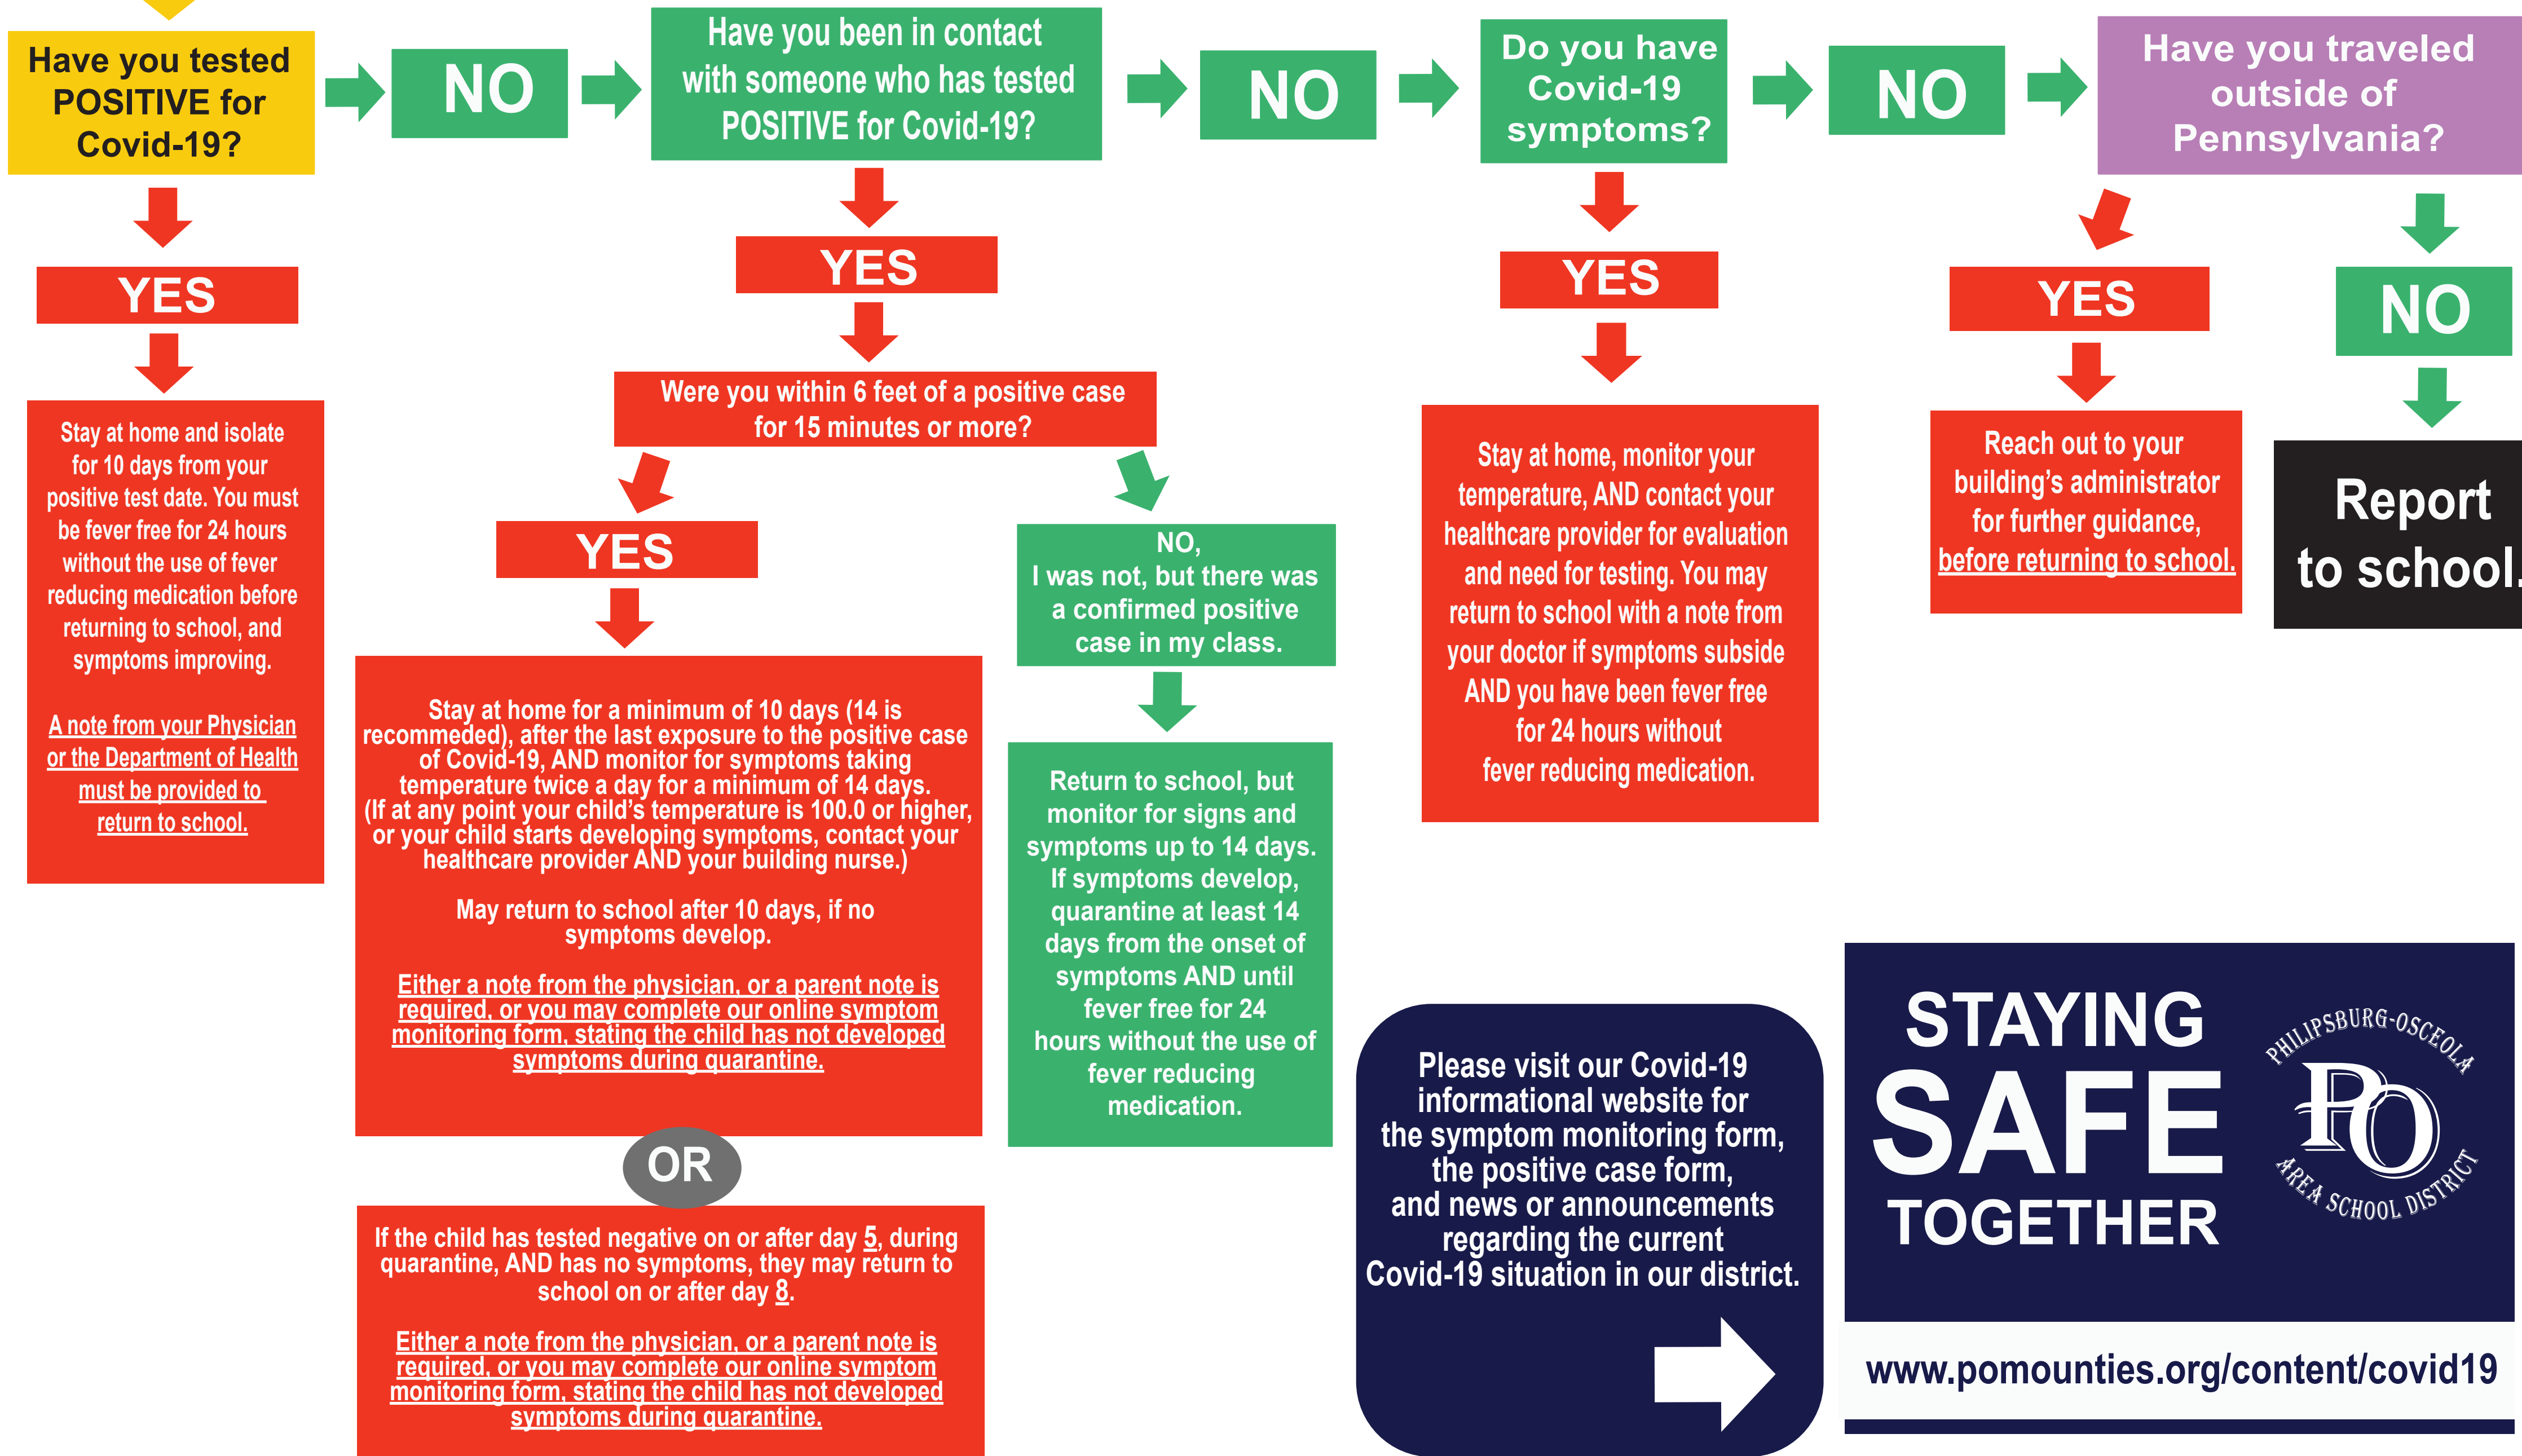 Have you tested
POSITIVE for
Covid-19?
NO
Have you been in contact
with someone who has tested
POSITIVE for Covid-19?
NO
Do you have
Covid-19
symptoms?
NO
Have you traveled
outside of
Pennsylvania?
YES
Stay at home and isolate
for 10 days from your
positive test date. You must
be fever free for 24 hours
without the use of fever
reducing medication before
returning to school, and
symptoms improving.
A note from your Physician
or the Department of Health
must be provided to
return to school.
YES
Were you within 6 feet of a positive case
for 15 minutes or more?
YES
Stay at home for a minimum of 10 days (14 is
recommeded), after the last exposure to the positive case
of Covid-19, AND monitor for symptoms taking
temperature twice a day for a minimum of 14 days.
(If at any point your child's temperature is 100.0 or higher,
or your child starts developing symptoms, contact your
healthcare provider AND your building nurse.)
May return to school after 10 days, if no
symptoms develop.
Either a note from the physician, or a parent note is
required, or you may complete our online symptom
monitoring form, stating the child has not developed
symptoms during quarantine.
OR
If the child has tested negative on or after day 5, during
quarantine, AND has no symptoms, they may return to
school on or after day 8.
Either a note from the physician, or a parent note is
required, or you may complete our online symptom
monitoring form, stating the child has not developed
symptoms during quarantine.
NO,
I was not, but there was
a confirmed positive
case in my class.
Return to school, but
monitor for signs and
symptoms up to 14 days.
If symptoms develop,
quarantine at least 14
days from the onset of
symptoms AND until
fever free for 24
hours without the use of
fever reducing
medication.
YES
Stay at home, monitor your
temperature, AND contact your
healthcare provider for evaluation
and need for testing. You may
return to school with a note from
your doctor if symptoms subside
AND you have been fever free
for 24 hours without
fever reducing medication.
YES
Reach out to your
building's administrator
for further guidance,
before returning to school.
NO
Report
to school.
Please visit our Covid-19
informational website for
the symptom monitoring form,
the positive case form,
and news or announcements
regarding the current
Covid-19 situation in our district.
STAYING
SAFE
TOGETHER
PHILIPSBURG-OSCEOLA
PO
AREA SCHOOL DISTRICT
www.pomounties.org/content/covid19